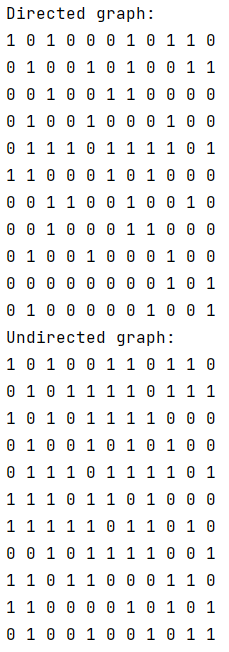 Directed graph:
1 0 1 0 0 0 1 0 1 1 0
0 1 0 0 1 0 1 0 0 1 1
0 0 1 0 0 1 1 0 0 0 0
0 1 0 0 1 0 0 0 1 0 0
0 1 1 1 0 1 1 1 1 0 1
1 1 0 0 0 1 0 1 0 0 0
0 0 1 1 0 0 1 0 0 1 0
0 0 1 0 0 0 1 1 0 0 0
0 1 0 0 1 0 0 0 1 0 0
0 0 0 0 0 0 0 0 1 0 1
0 1 0 0 0 0 0 1 0 0 1
Undirected graph:
1 0 1 0 0 1 1 0 1 1 0
0 1 0 1 1 1 1 0 1 1 1
1 0 1 0 1 1 1 1 0 0 0
0 1 0 0 1 0 1 0 1 0 0
0 1 1 1 0 1 1 1 1 0 1
1 1 1 0 1 1 0 1 0 0 0
1 1 1 1 1 0 1 1 0 1 0
0 0 1 0 1 1 1 1 0 0 1
1 1 0 1 1 0 0 0 1 1 0
1 1 0 0 0 0 1 0 1 0 1
0 1 0 0 1 0 0 1 0 1 1